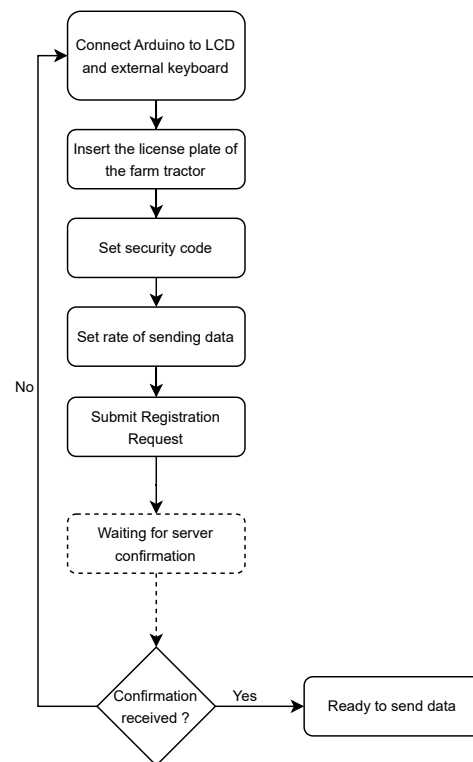 Connect Arduino to LCD
and external keyboard
Insert the license plate of
the farm tractor
Set security code
Set rate of sending data
No
Submit Registration
Request
Waiting for server
confirmation
Confirmation
received ?
Yes
Ready to send data